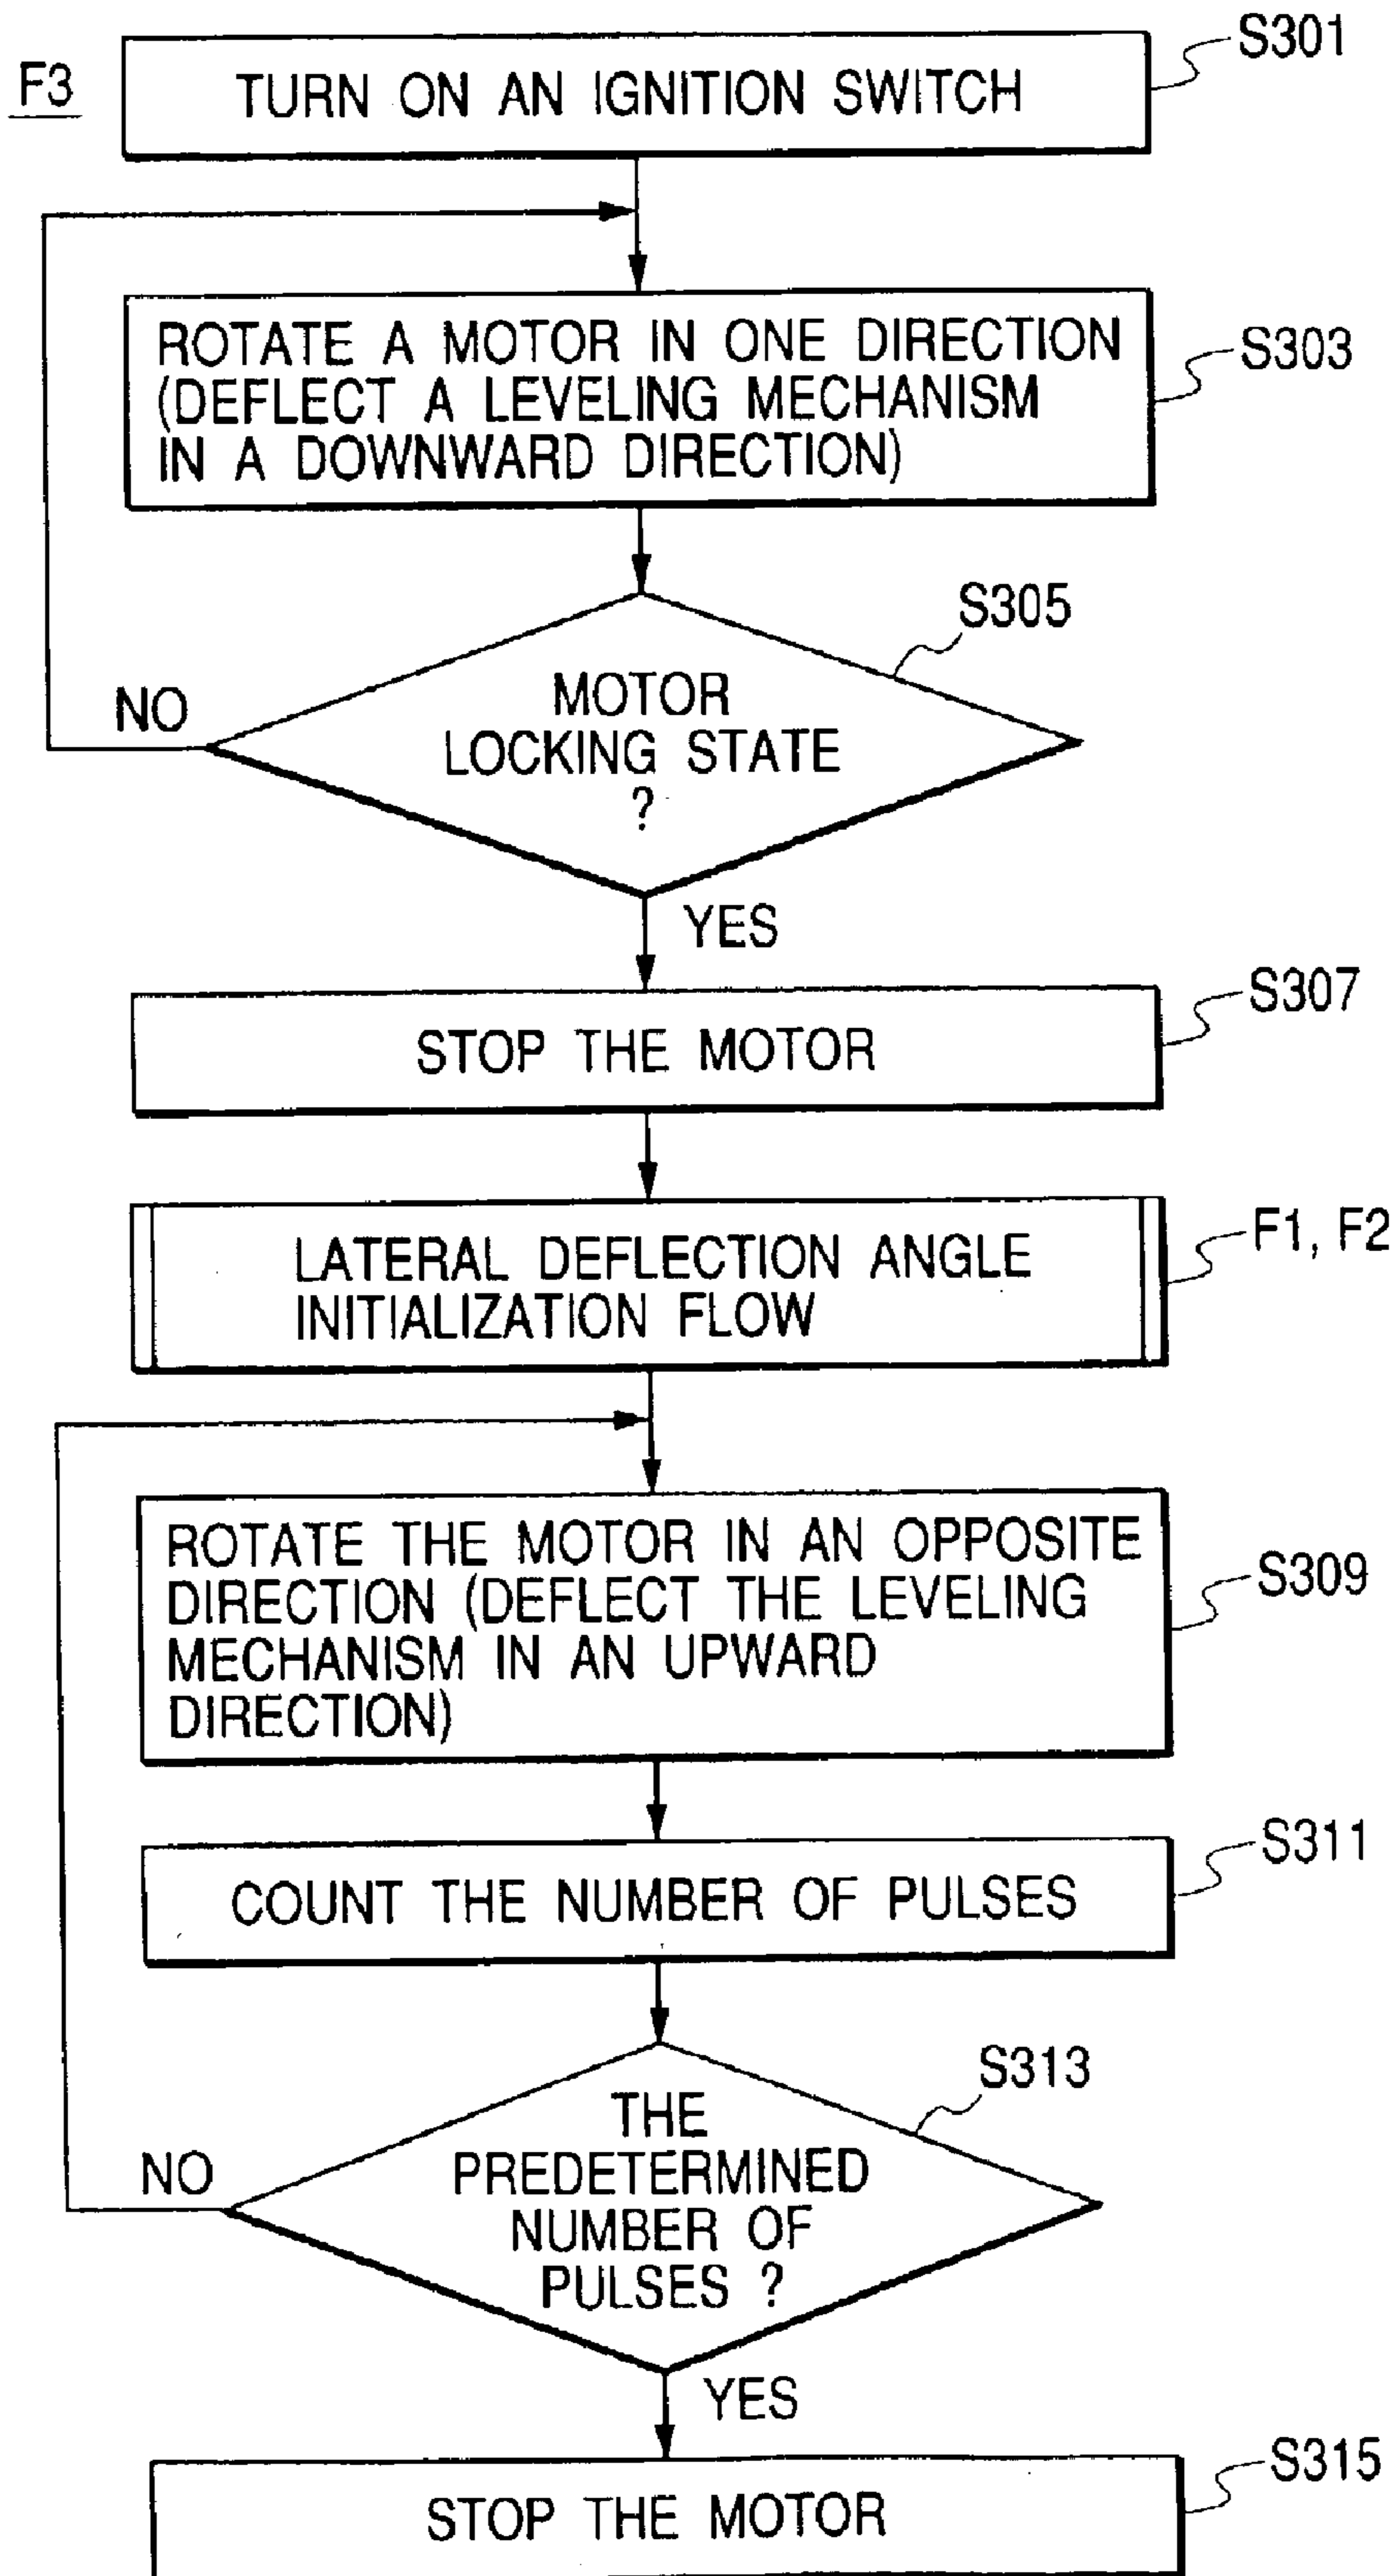 F3
S301
TURN ON AN IGNITION SWITCH
ROTATE A MOTOR IN ONE DIRECTION
(DEFLECT A LEVELING MECHANISM
IN A DOWNWARD DIRECTION)
S303
S305
MOTOR
LOCKING STATE
?
NO
YES
S307
STOP THE MOTOR
F1, F2
LATERAL DEFLECTION ANGLE
INITIALIZATION FLOW
ROTATE THE MOTOR IN AN OPPOSITE
DIRECTION (DEFLECT THE LEVELING
MECHANISM IN AN UPWARD
DIRECTION)
S309
S311
COUNT THE NUMBER OF PULSES
S313
THE
PREDETERMINED
NUMBER OF
PULSES ?
NO
YES
S315
STOP THE MOTOR